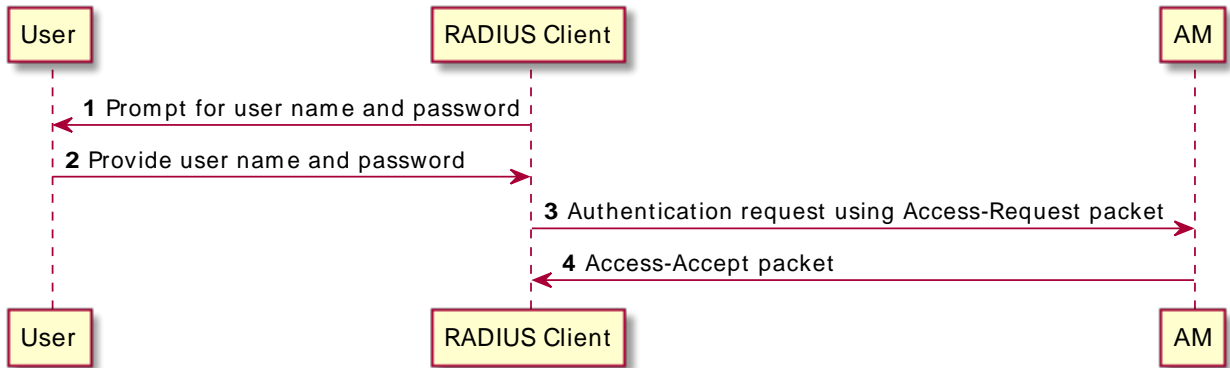 User
RADIUS Client
AM
1 Prompt for user name and password
2 Provide user name and password
3 Authentication request using Access-Request packet
4 Access-Accept packet
User
RADIUS Client
AM